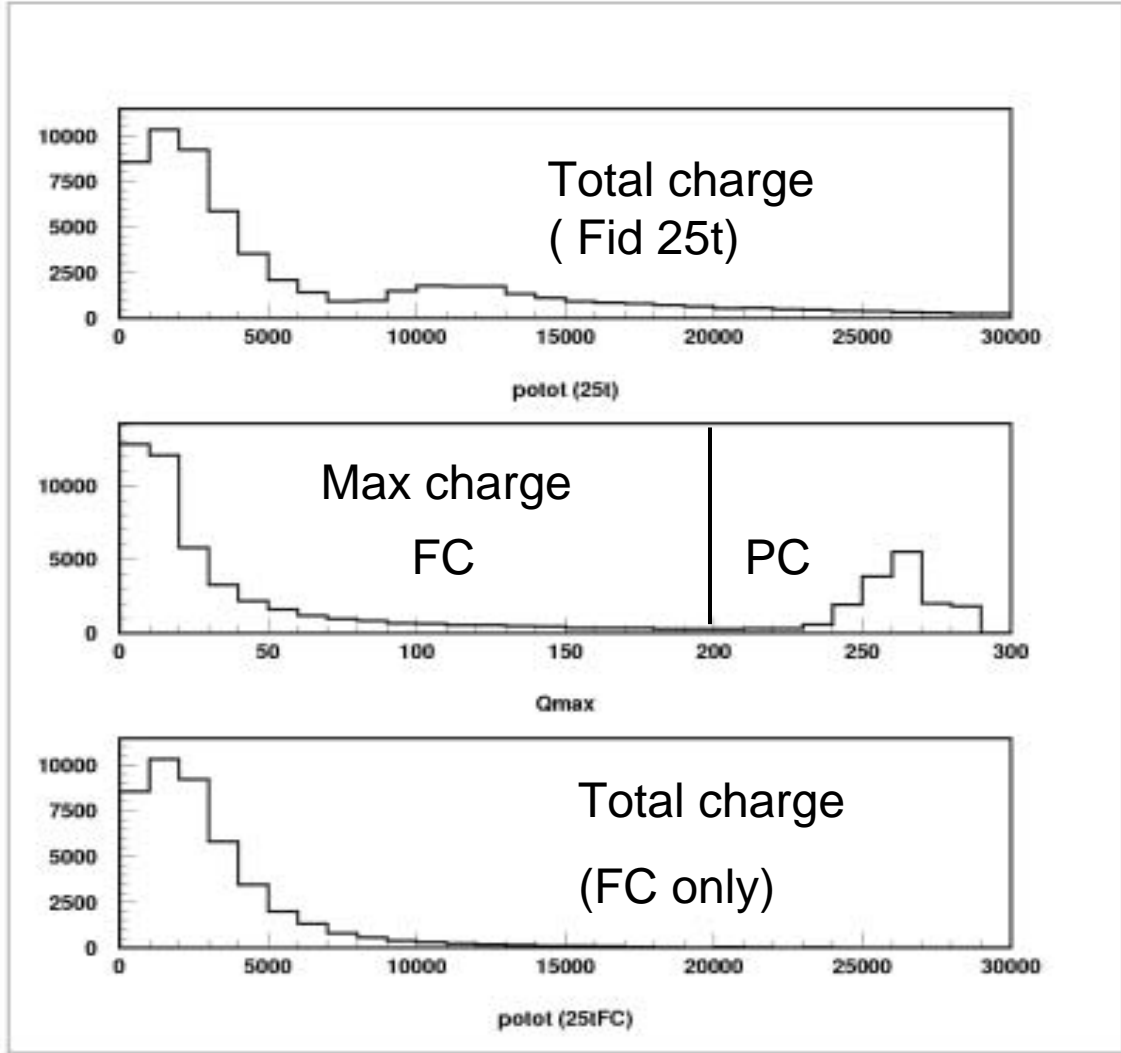 10000
7500
5000
2500
0
Total charge
( Fid 25t)
0 5000 10000 15000 20000 25000 30000
potot (25t)
10000
5000
0
Max charge
FC
PC
0 50 100 150 200 250 300
Qmax
10000
7500
5000
2500
0
Total charge
(FC only)
0 5000 10000 15000 20000 25000 30000
potot (25tFC)